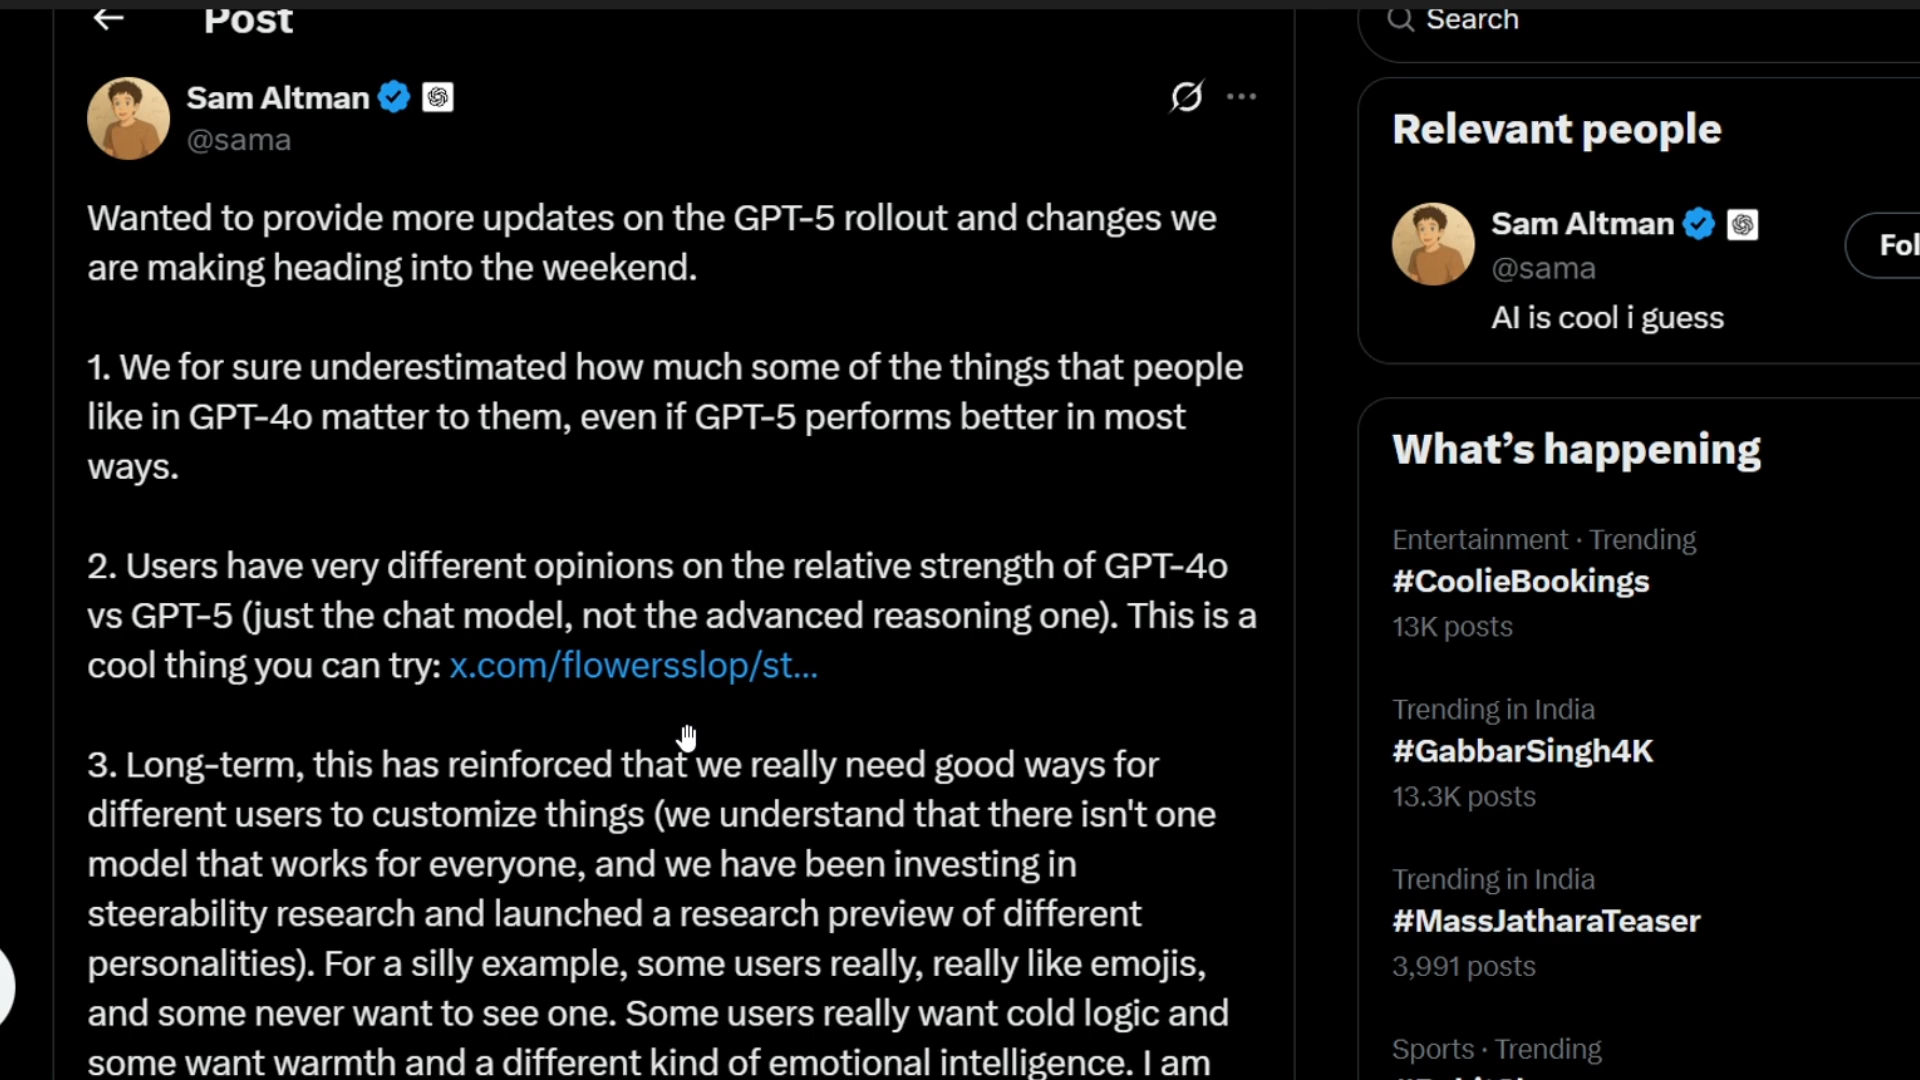 Post
Sam Altman
@sama
Wanted to provide more updates on the GPT-5 rollout and changes we
are making heading into the weekend.
1. We for sure underestimated how much some of the things that people
like in GPT-4o matter to them, even if GPT-5 performs better in most
ways.
2. Users have very different opinions on the relative strength of GPT-4o
vs GPT-5 (just the chat model, not the advanced reasoning one). This is a
cool thing you can try: x.com/flowersslop/st...
3. Long-term, this has reinforced that we really need good ways for
different users to customize things (we understand that there isn't one
model that works for everyone, and we have been investing in
steerability research and launched a research preview of different
personalities). For a silly example, some users really, really like emojis,
and some never want to see one. Some users really want cold logic and
some want warmth and a different kind of emotional intelligence. I am
Search
Relevant people
Sam Altman
Fol
@sama
AI is cool i guess
What's happening
Entertainment · Trending
#CoolieBookings
13K posts
Trending in India
#GabbarSingh4K
13.3K posts
Trending in India
#MassJatharaTeaser
3,991 posts
Sports · Trending